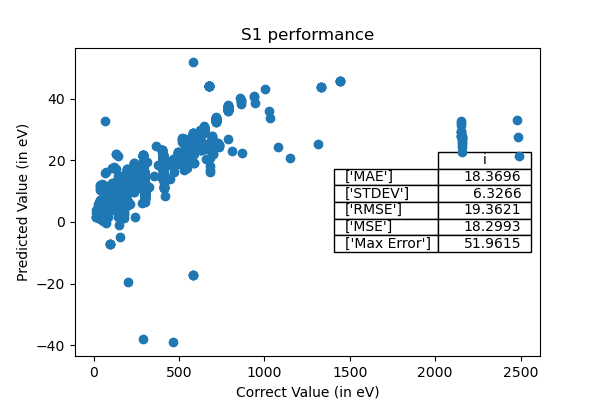 S1 performance
40
20
0
−20
−40
Predicted Value (in eV)
i
['MAE'] 18.3696
['STDEV'] 6.3266
['RMSE'] 19.3621
['MSE'] 18.2993
['Max Error'] 51.9615
0 500 1000 1500 2000 2500
Correct Value (in eV)